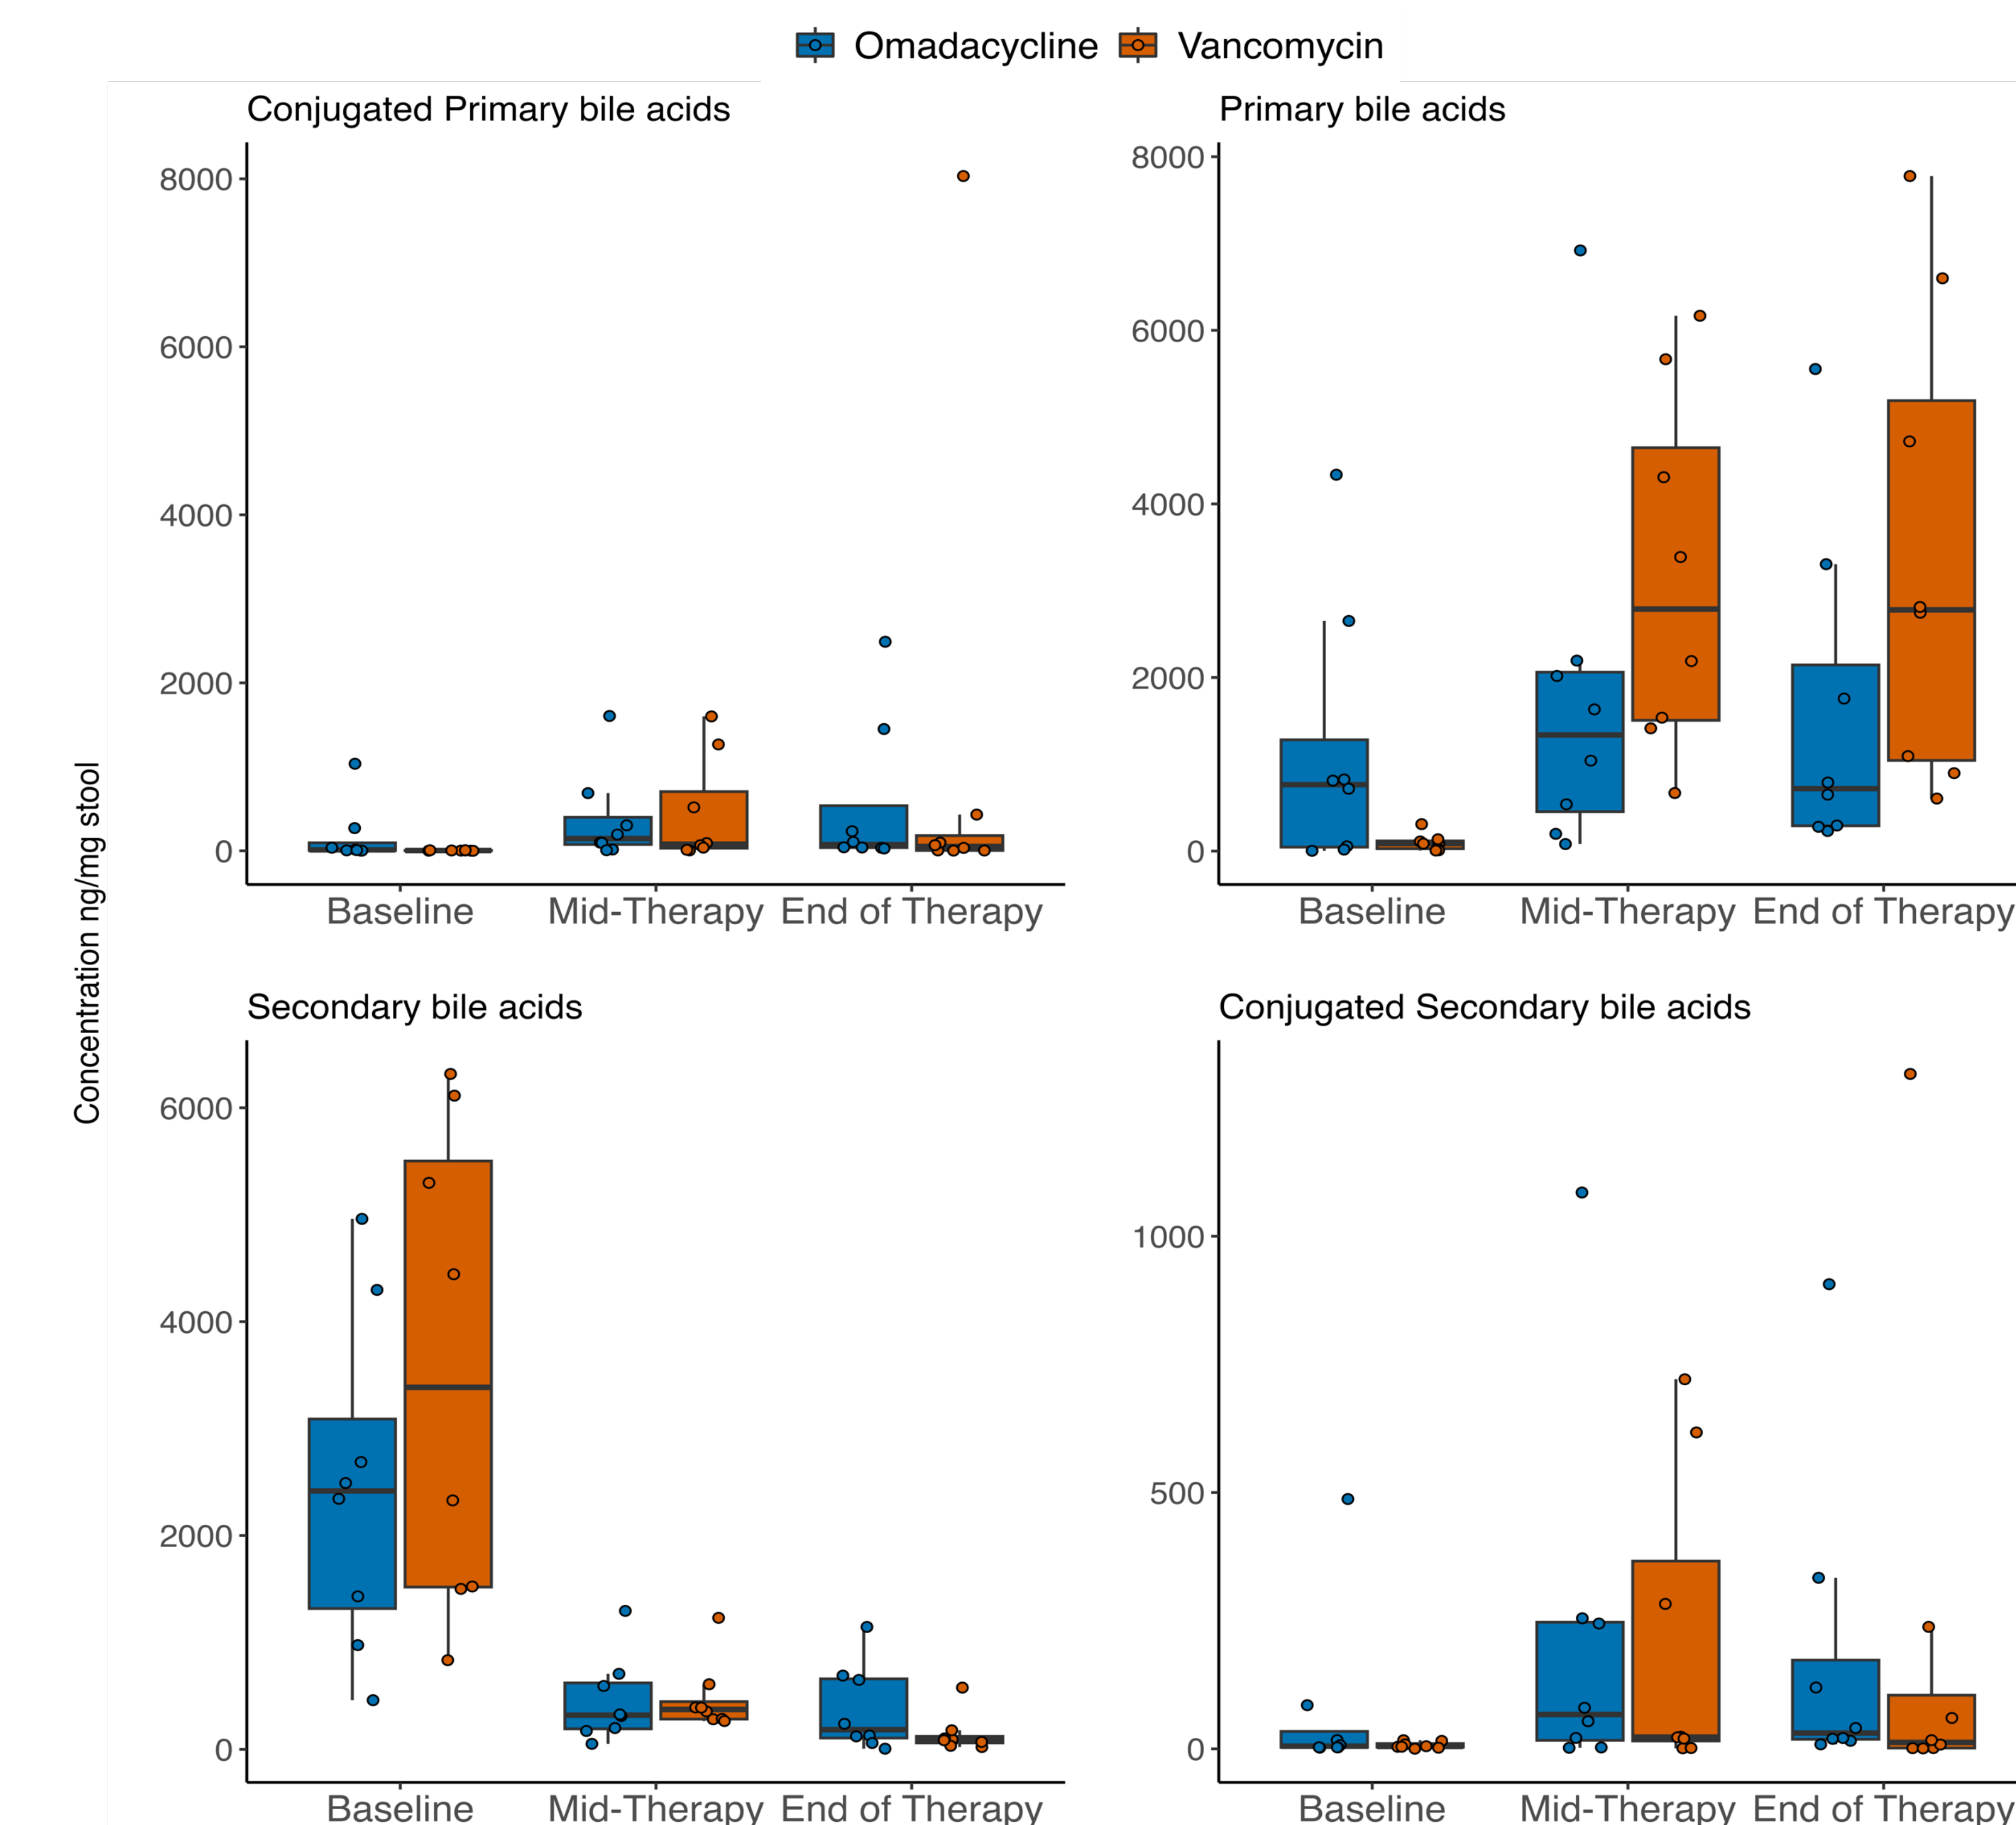 Omadacycline Vancomycin
Conjugated Primary bile acids
8000
6000
4000
2000
0
Baseline Mid-Therapy End of Therapy
Primary bile acids
8000
6000
4000
2000
0
Baseline Mid-Therapy End of Therapy
Concentration ng/mg stool
Secondary bile acids
6000
4000
2000
0
Baseline Mid-Therapy End of Therapy
Conjugated Secondary bile acids
1000
500
0
Baseline Mid-Therapy End of Therapy